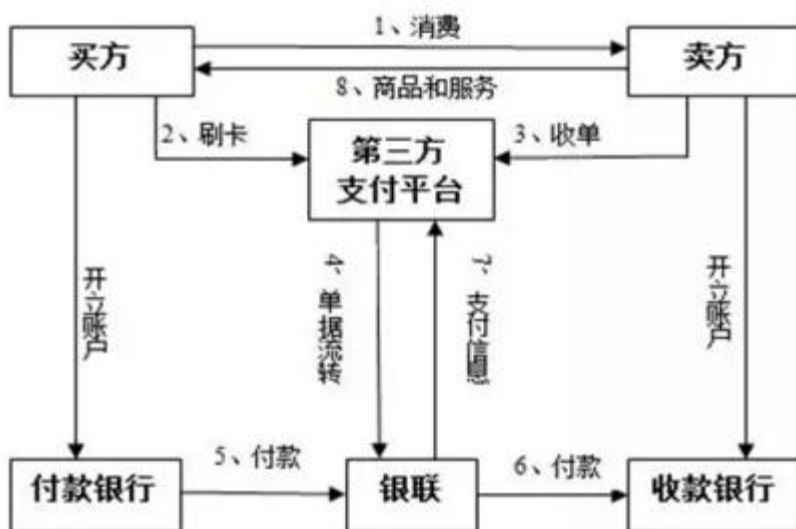 1、消费
买方
卖方
8、商品和服务
2、刷卡
3、收单
第三方
支付平台
开立账户
4、单据流转
7、支付信息
开立账户
5、付款
6、付款
付款银行
银联
收款银行